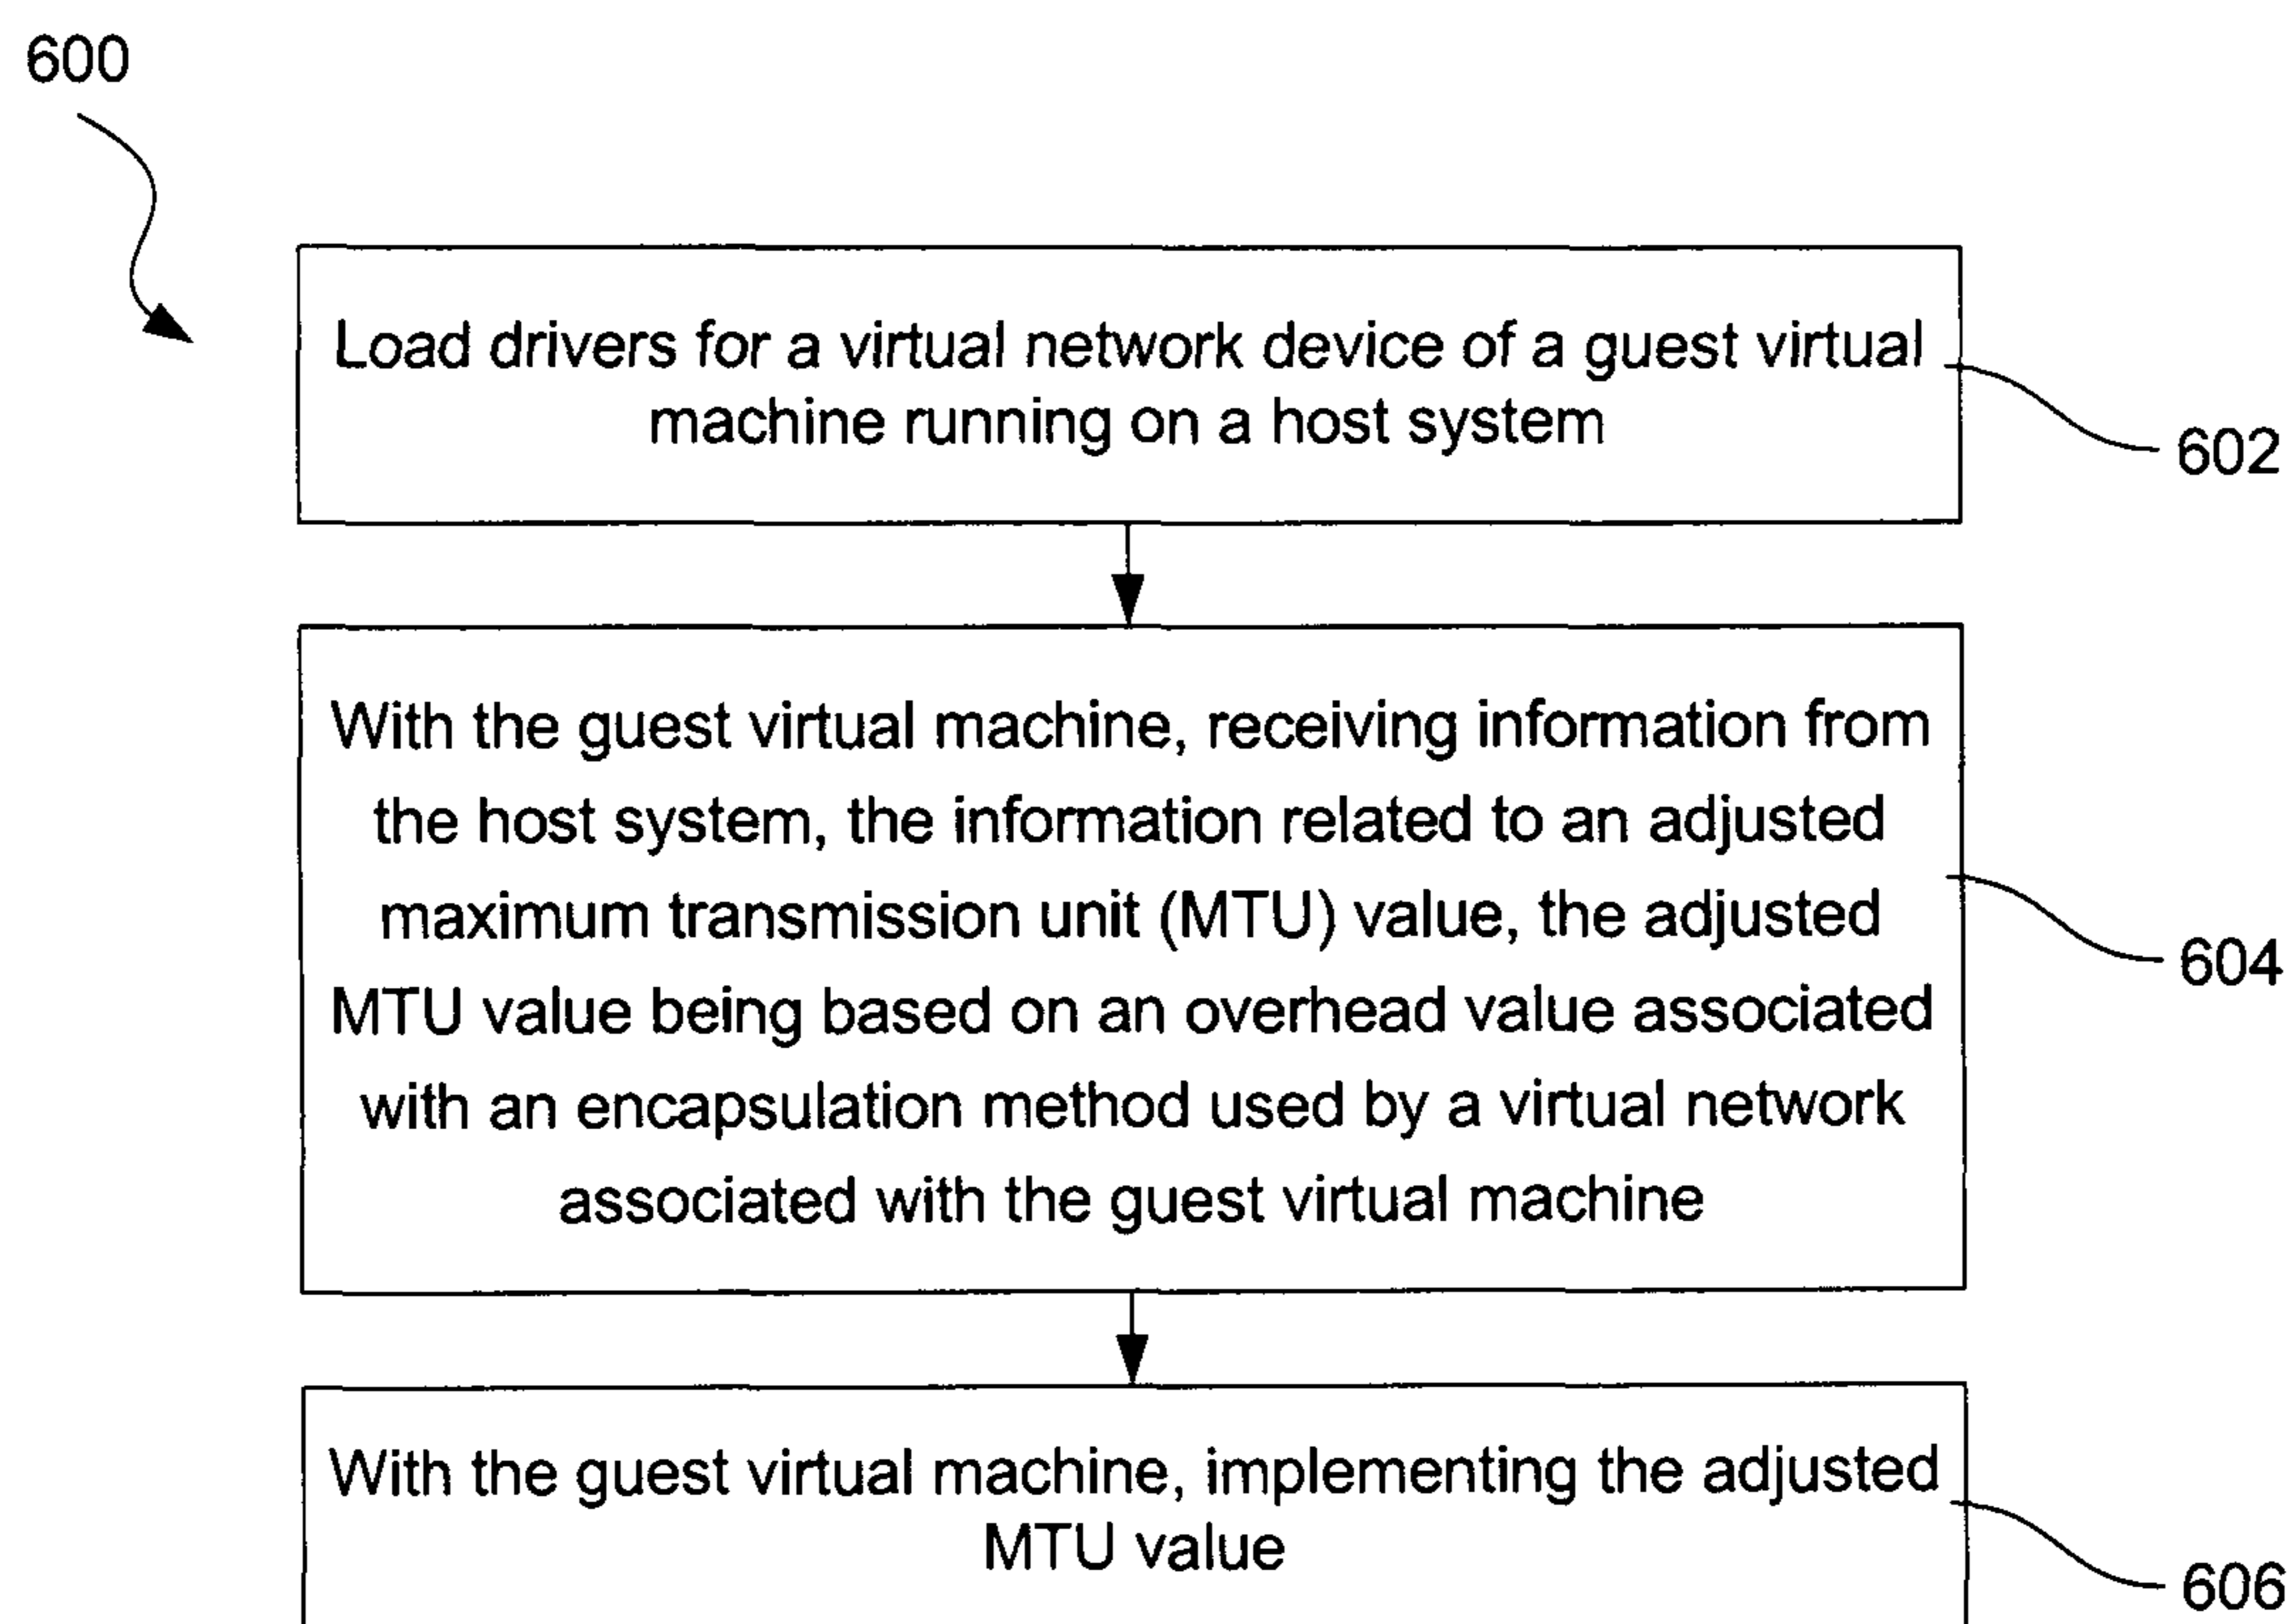 600
Load drivers for a virtual network device of a guest virtual
machine running on a host system
602
With the guest virtual machine, receiving information from
the host system, the information related to an adjusted
maximum transmission unit (MTU) value, the adjusted
MTU value being based on an overhead value associated
with an encapsulation method used by a virtual network
associated with the guest virtual machine
604
With the guest virtual machine, implementing the adjusted
MTU value
606